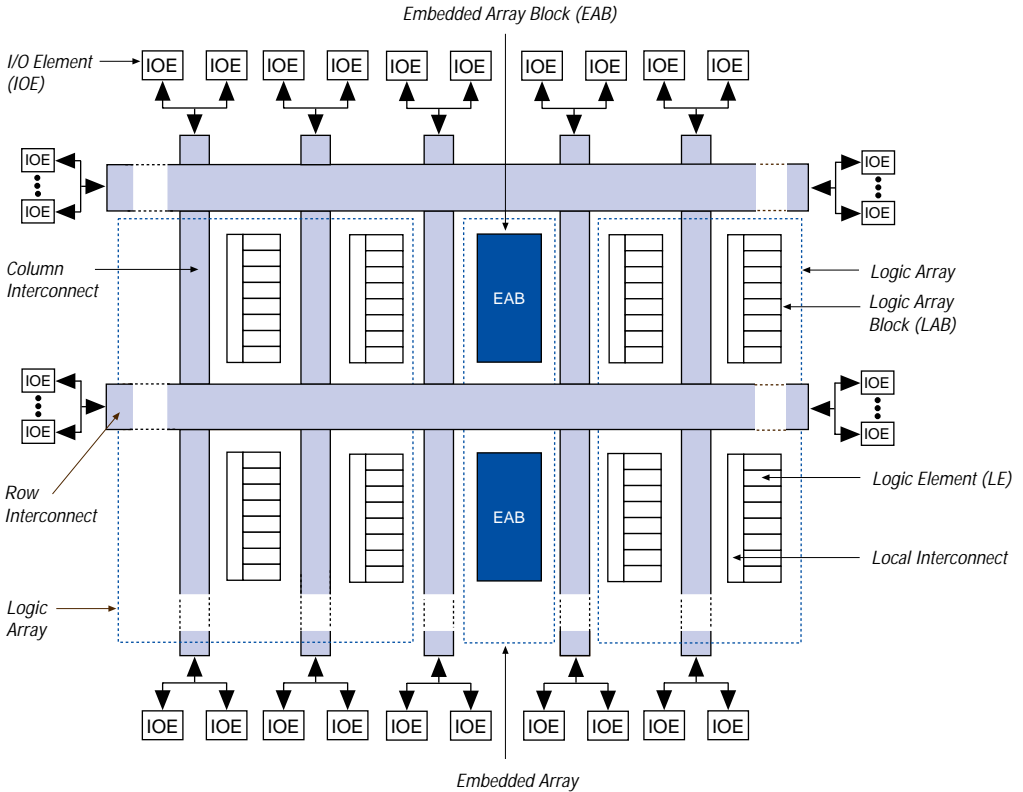 Embedded Array Block (EAB)
I/O Element
(IOE)
IOE IOE IOE IOE IOE IOE IOE IOE IOE IOE
IOE IOE
IOE IOE
Column
Interconnect
EAB
Logic Array
Logic Array
Block (LAB)
IOE IOE
IOE IOE
Row
Interconnect
EAB
Logic Element (LE)
Local Interconnect
Logic
Array
IOE IOE IOE IOE IOE IOE IOE IOE IOE IOE
Embedded Array